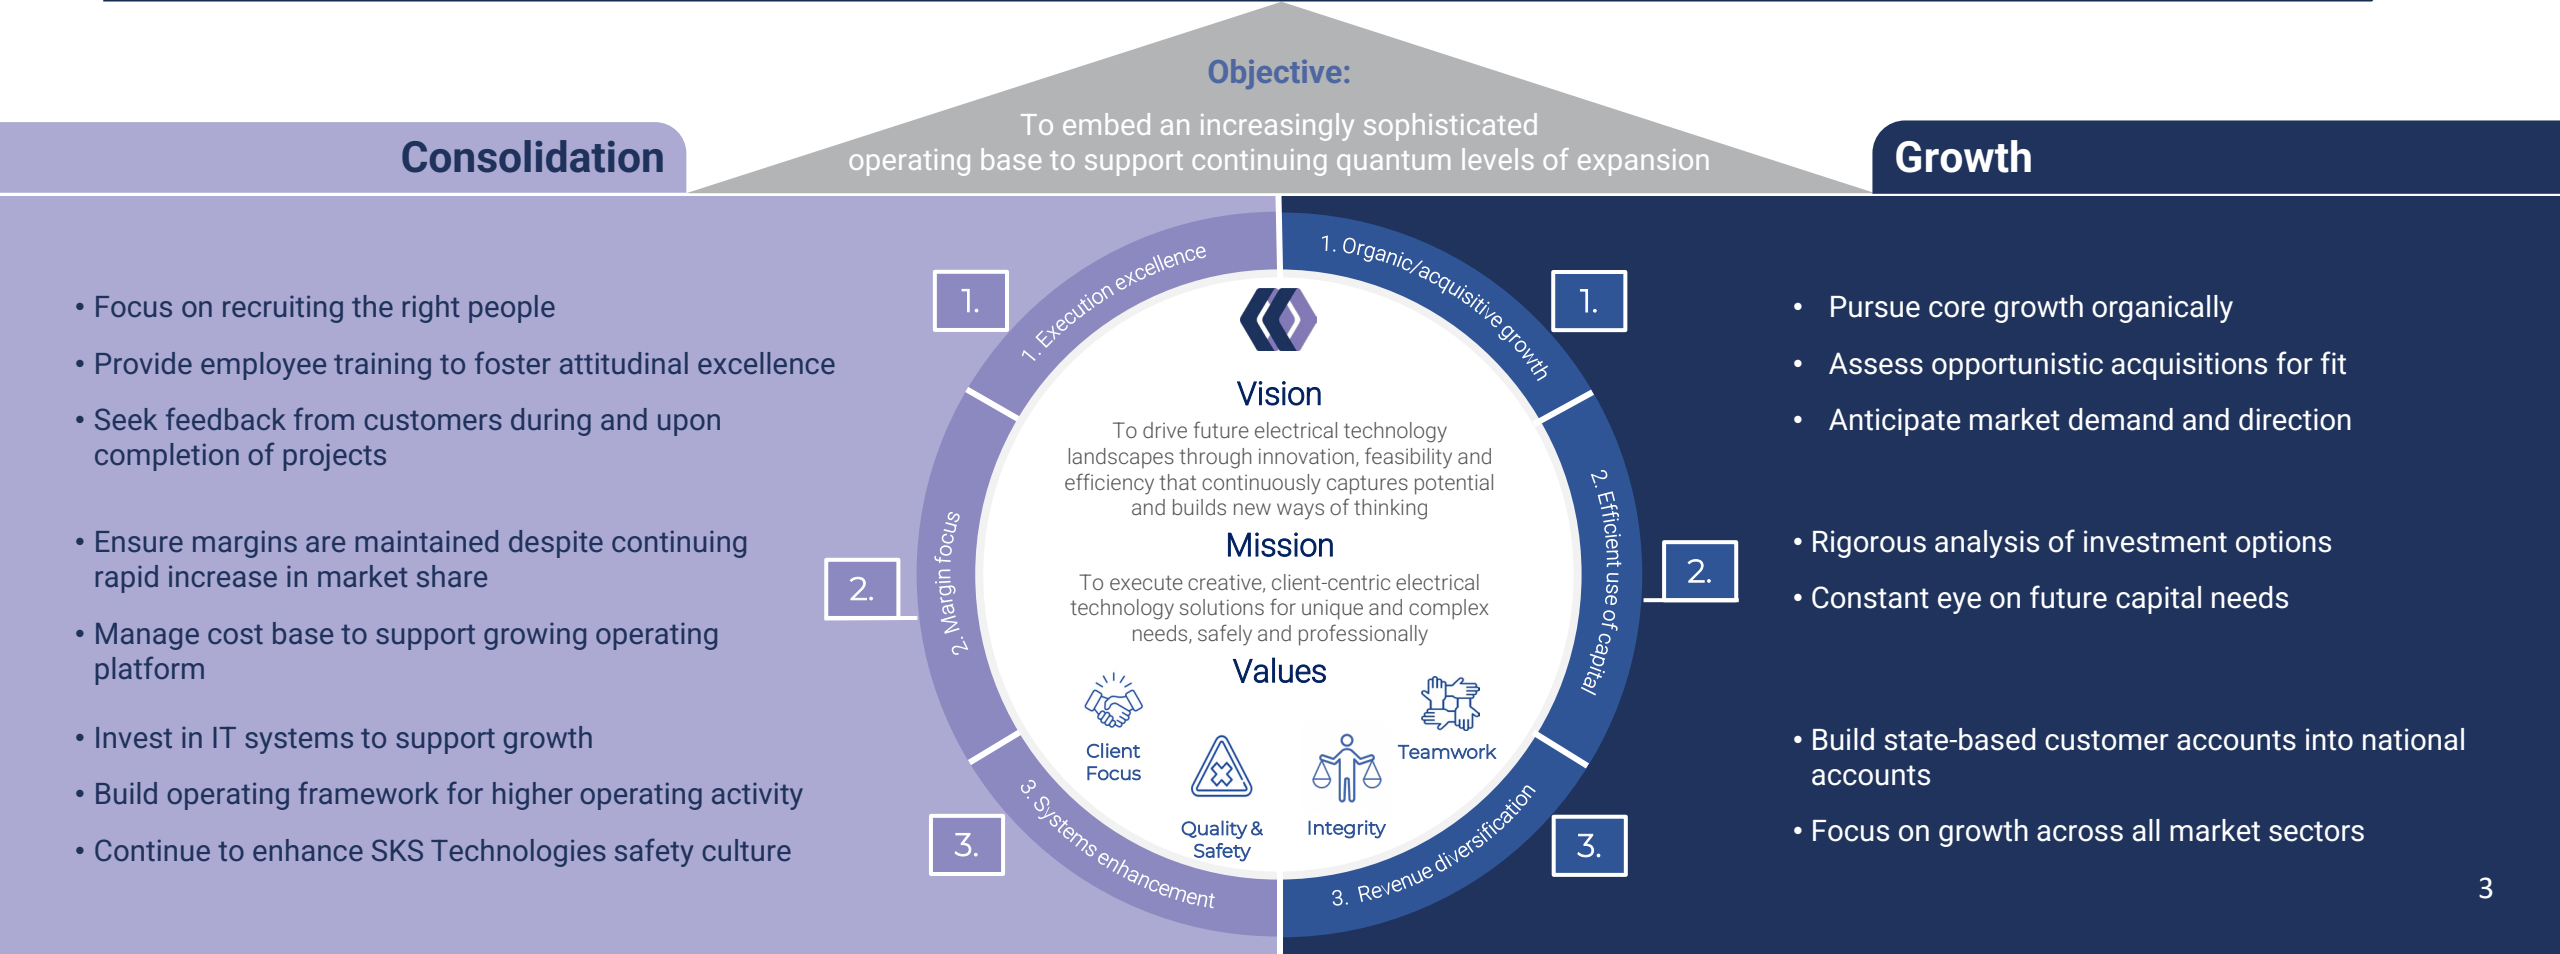 Objective:
To embed an increasingly sophisticated
operating base to support continuing quantum levels of expansion
Consolidation
Growth
• Focus on recruiting the right people
• Provide employee training to foster attitudinal excellence
• Seek feedback from customers during and upon
completion of projects
• Ensure margins are maintained despite continuing
rapid increase in market share
• Manage cost base to support growing operating
platform
• Invest in IT systems to support growth
• Build operating framework for higher operating activity
• Continue to enhance SKS Technologies safety culture
1.
2.
3.
1. Execution excellence
2. Margin focus
3. Systems enhancement
Vision
To drive future electrical technology
landscapes through innovation, feasibility and
efficiency that continuously captures potential
and builds new ways of thinking
Mission
To execute creative, client-centric electrical
technology solutions for unique and complex
needs, safely and professionally
Values
Client
Focus
Quality &
Safety
Integrity
Teamwork
1. Organic/acquisitive growth
2. Efficient use of capital
3. Revenue diversification
1.
2.
3.
• Pursue core growth organically
• Assess opportunistic acquisitions for fit
• Anticipate market demand and direction
• Rigorous analysis of investment options
• Constant eye on future capital needs
• Build state-based customer accounts into national
accounts
• Focus on growth across all market sectors
3